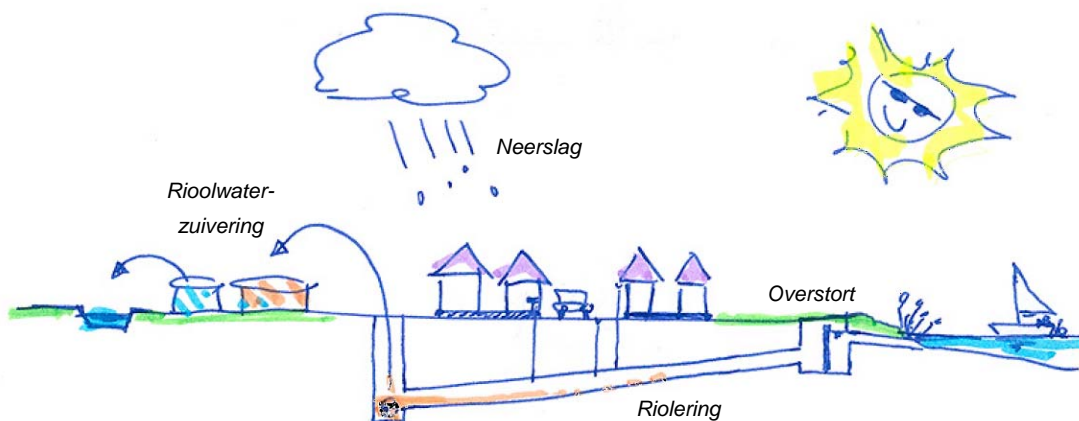 Neerslag
Rioolwater-
zuivering
Overstort
Riolering